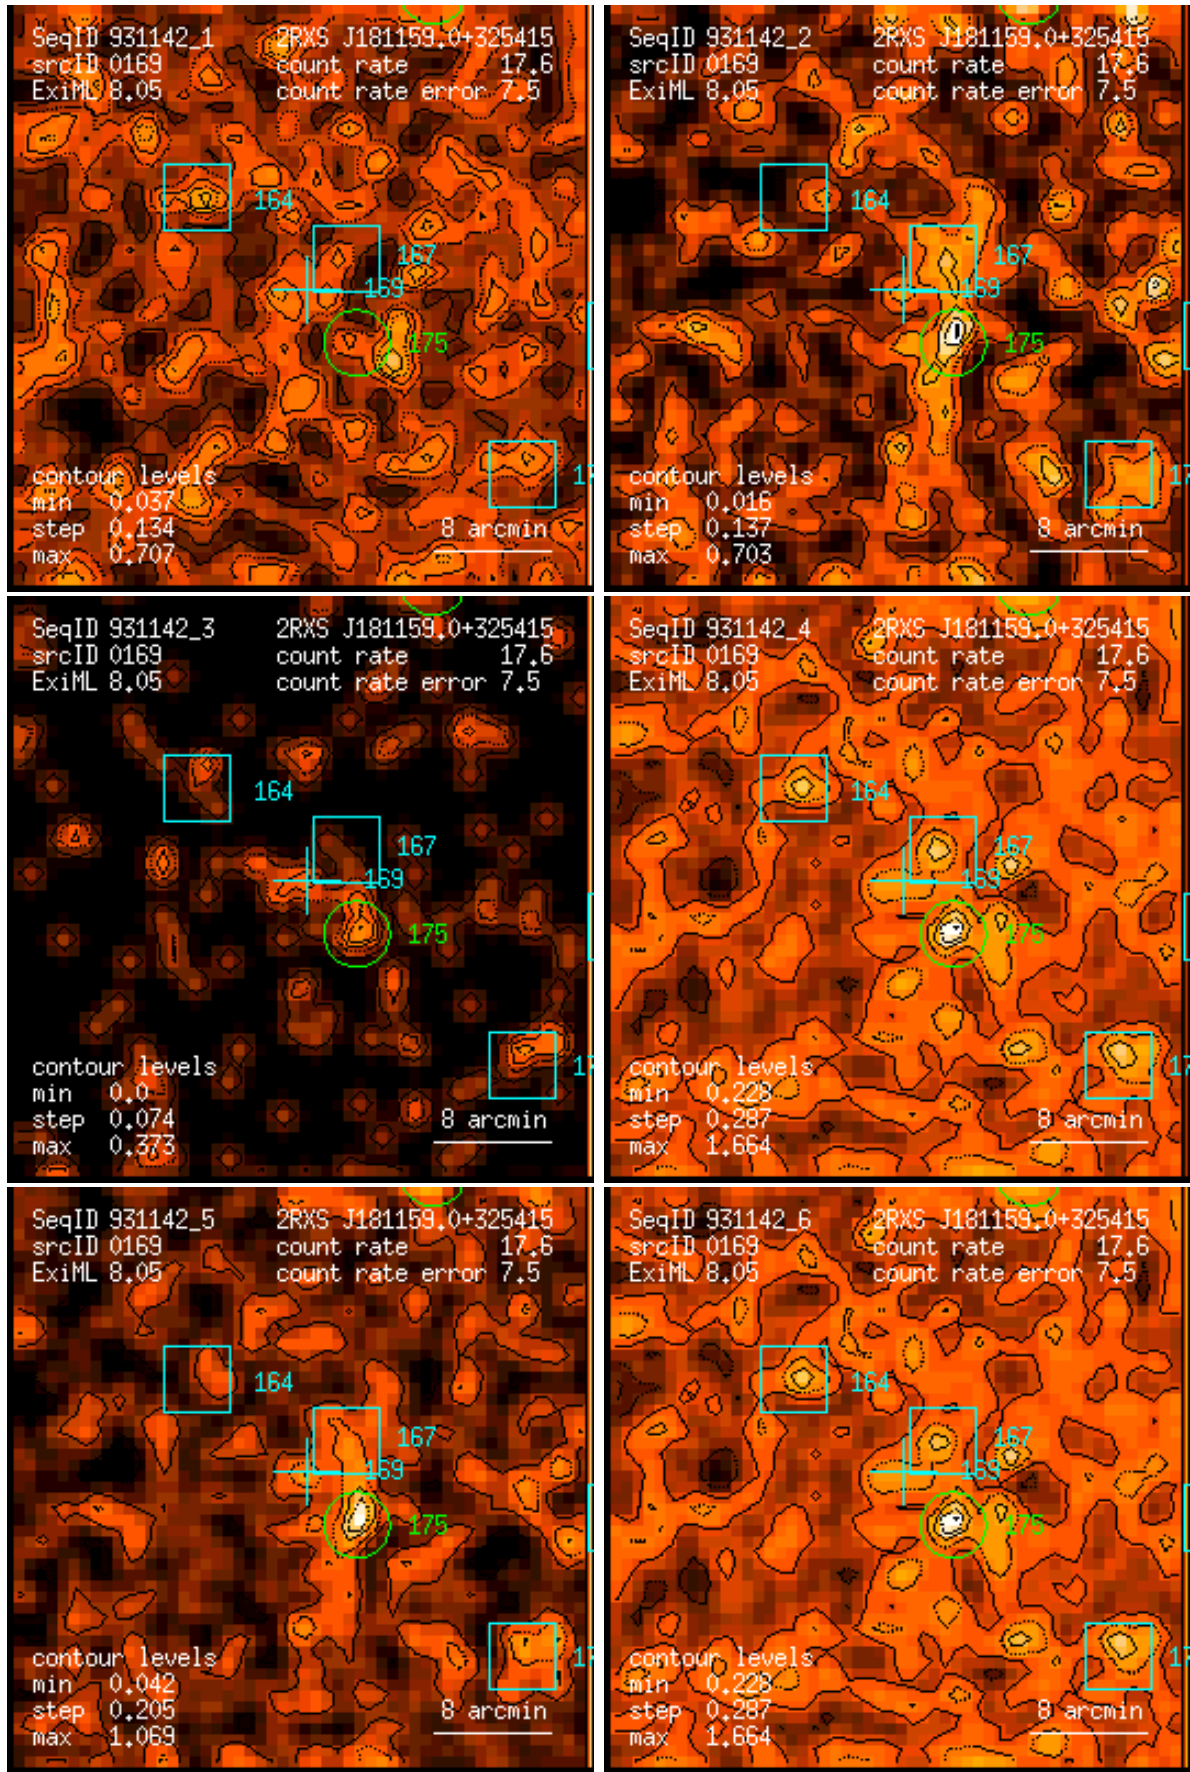 SeqID 931142_1 2RXS J181159.0+325415
srcID 0169 count rate 17.6
ExiML 8.05 count rate error 7.5
164
167
169
175
contour levels
17
min 0.037
step 0.134 8 arcmin
max 0.707
SeqID 931142_2 2RXS J181159.0+325415
srcID 0169 count rate 17.6
ExiML 8.05 count rate error 7.5
164
167
169
175
contour levels
17
min 0.016
step 0.137 8 arcmin
max 0.703
SeqID 931142_3 2RXS J181159.0+325415
srcID 0169 count rate 17.6
ExiML 8.05 count rate error 7.5
164
167
169
175
contour levels
17
min 0.0
step 0.074 8 arcmin
max 0.373
SeqID 931142_4 2RXS J181159.0+325415
srcID 0169 count rate 17.6
ExiML 8.05 count rate error 7.5
164
167
169
175
contour levels
17
min 0.228
step 0.287 8 arcmin
max 1.664
SeqID 931142_5 2RXS J181159.0+325415
srcID 0169 count rate 17.6
ExiML 8.05 count rate error 7.5
164
167
169
175
contour levels
17
min 0.042
step 0.205 8 arcmin
max 1.069
SeqID 931142_6 2RXS J181159.0+325415
srcID 0169 count rate 17.6
ExiML 8.05 count rate error 7.5
164
167
169
175
contour levels
17
min 0.228
step 0.287 8 arcmin
max 1.664